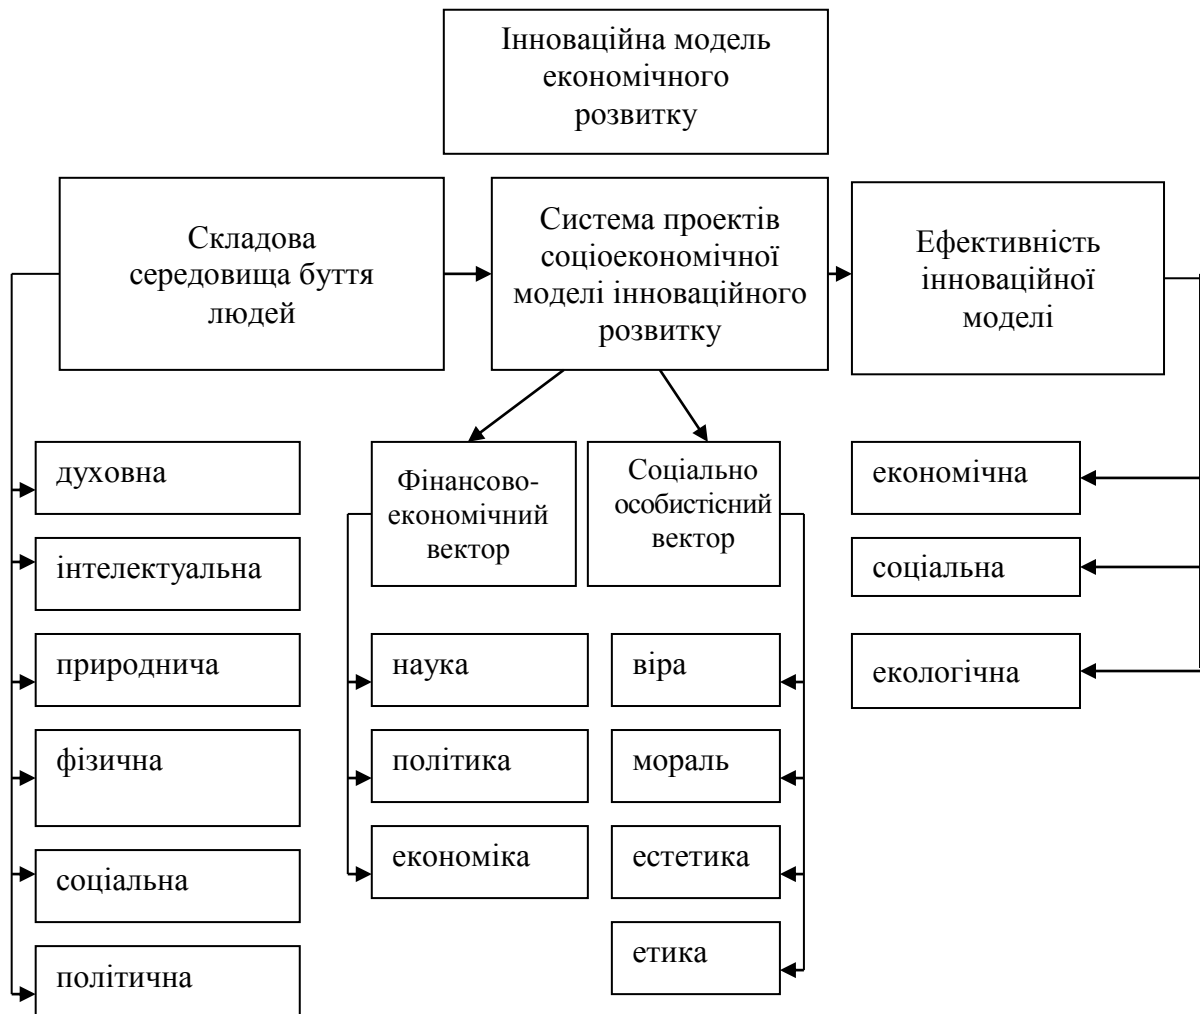 Інноваційна модель
економічного
розвитку
Складова
середовища буття
людей
Система проектів
соціоекономічної
моделі інноваційного
розвитку
Ефективність
інноваційної
моделі
духовна
інтелектуальна
природнича
фізична
соціальна
політична
Фінансово-
економічний
вектор
наука
політика
економіка
Соціально
особистісний
вектор
віра
мораль
естетика
етика
економічна
соціальна
екологічна